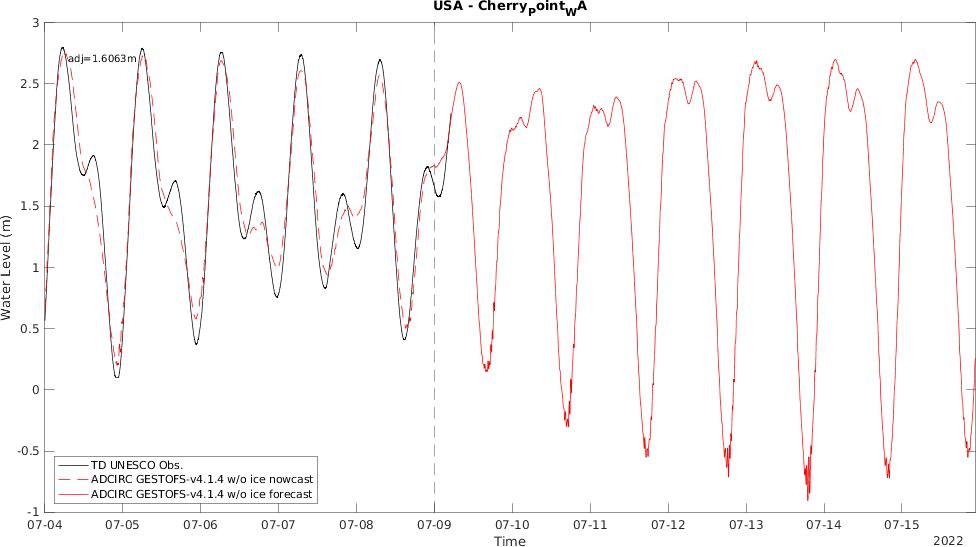 USA - CherryPointWA
adj=1.6063m
3
2.5
2
1.5
1
0.5
0
-0.5
-1
Water Level (m)
TD UNESCO Obs.
ADCIRC GESTOFS-v4.1.4 w/o ice nowcast
ADCIRC GESTOFS-v4.1.4 w/o ice forecast
07-04 07-05 07-06 07-07 07-08 07-09 07-10 07-11 07-12 07-13 07-14 07-15
Time
2022